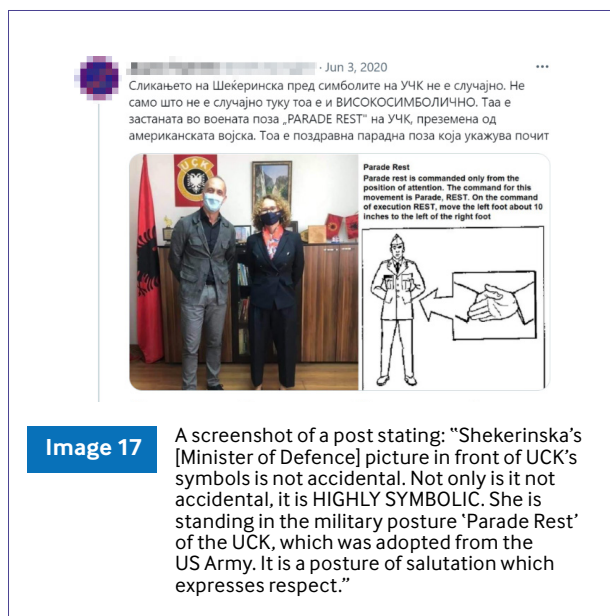 · Jun 3, 2020
Сликањето на Шеќеринска пред симболите на УЧК не е случајно. Не
само што не е случајно туку тоа е и ВИСОКОСИМБОЛИЧНО. Таа е
застаната во воената поза „PARADE REST" на УЧК, преземена од
американската војска. Тоа е поздравна парадна поза која укажува почит
UCK
Parade Rest
Parade rest is commanded only from the
position of attention. The command for this
movement is Parade, REST. On the command
of execution REST, move the left foot about 10
inches to the left of the right foot
Image 17
A screenshot of a post stating: “Shekerinska’s
[Minister of Defence] picture in front of UCK’s
symbols is not accidental. Not only is it not
accidental, it is HIGHLY SYMBOLIC. She is
standing in the military posture ‘Parade Rest’
of the UCK, which was adopted from the
US Army. It is a posture of salutation which
expresses respect.”